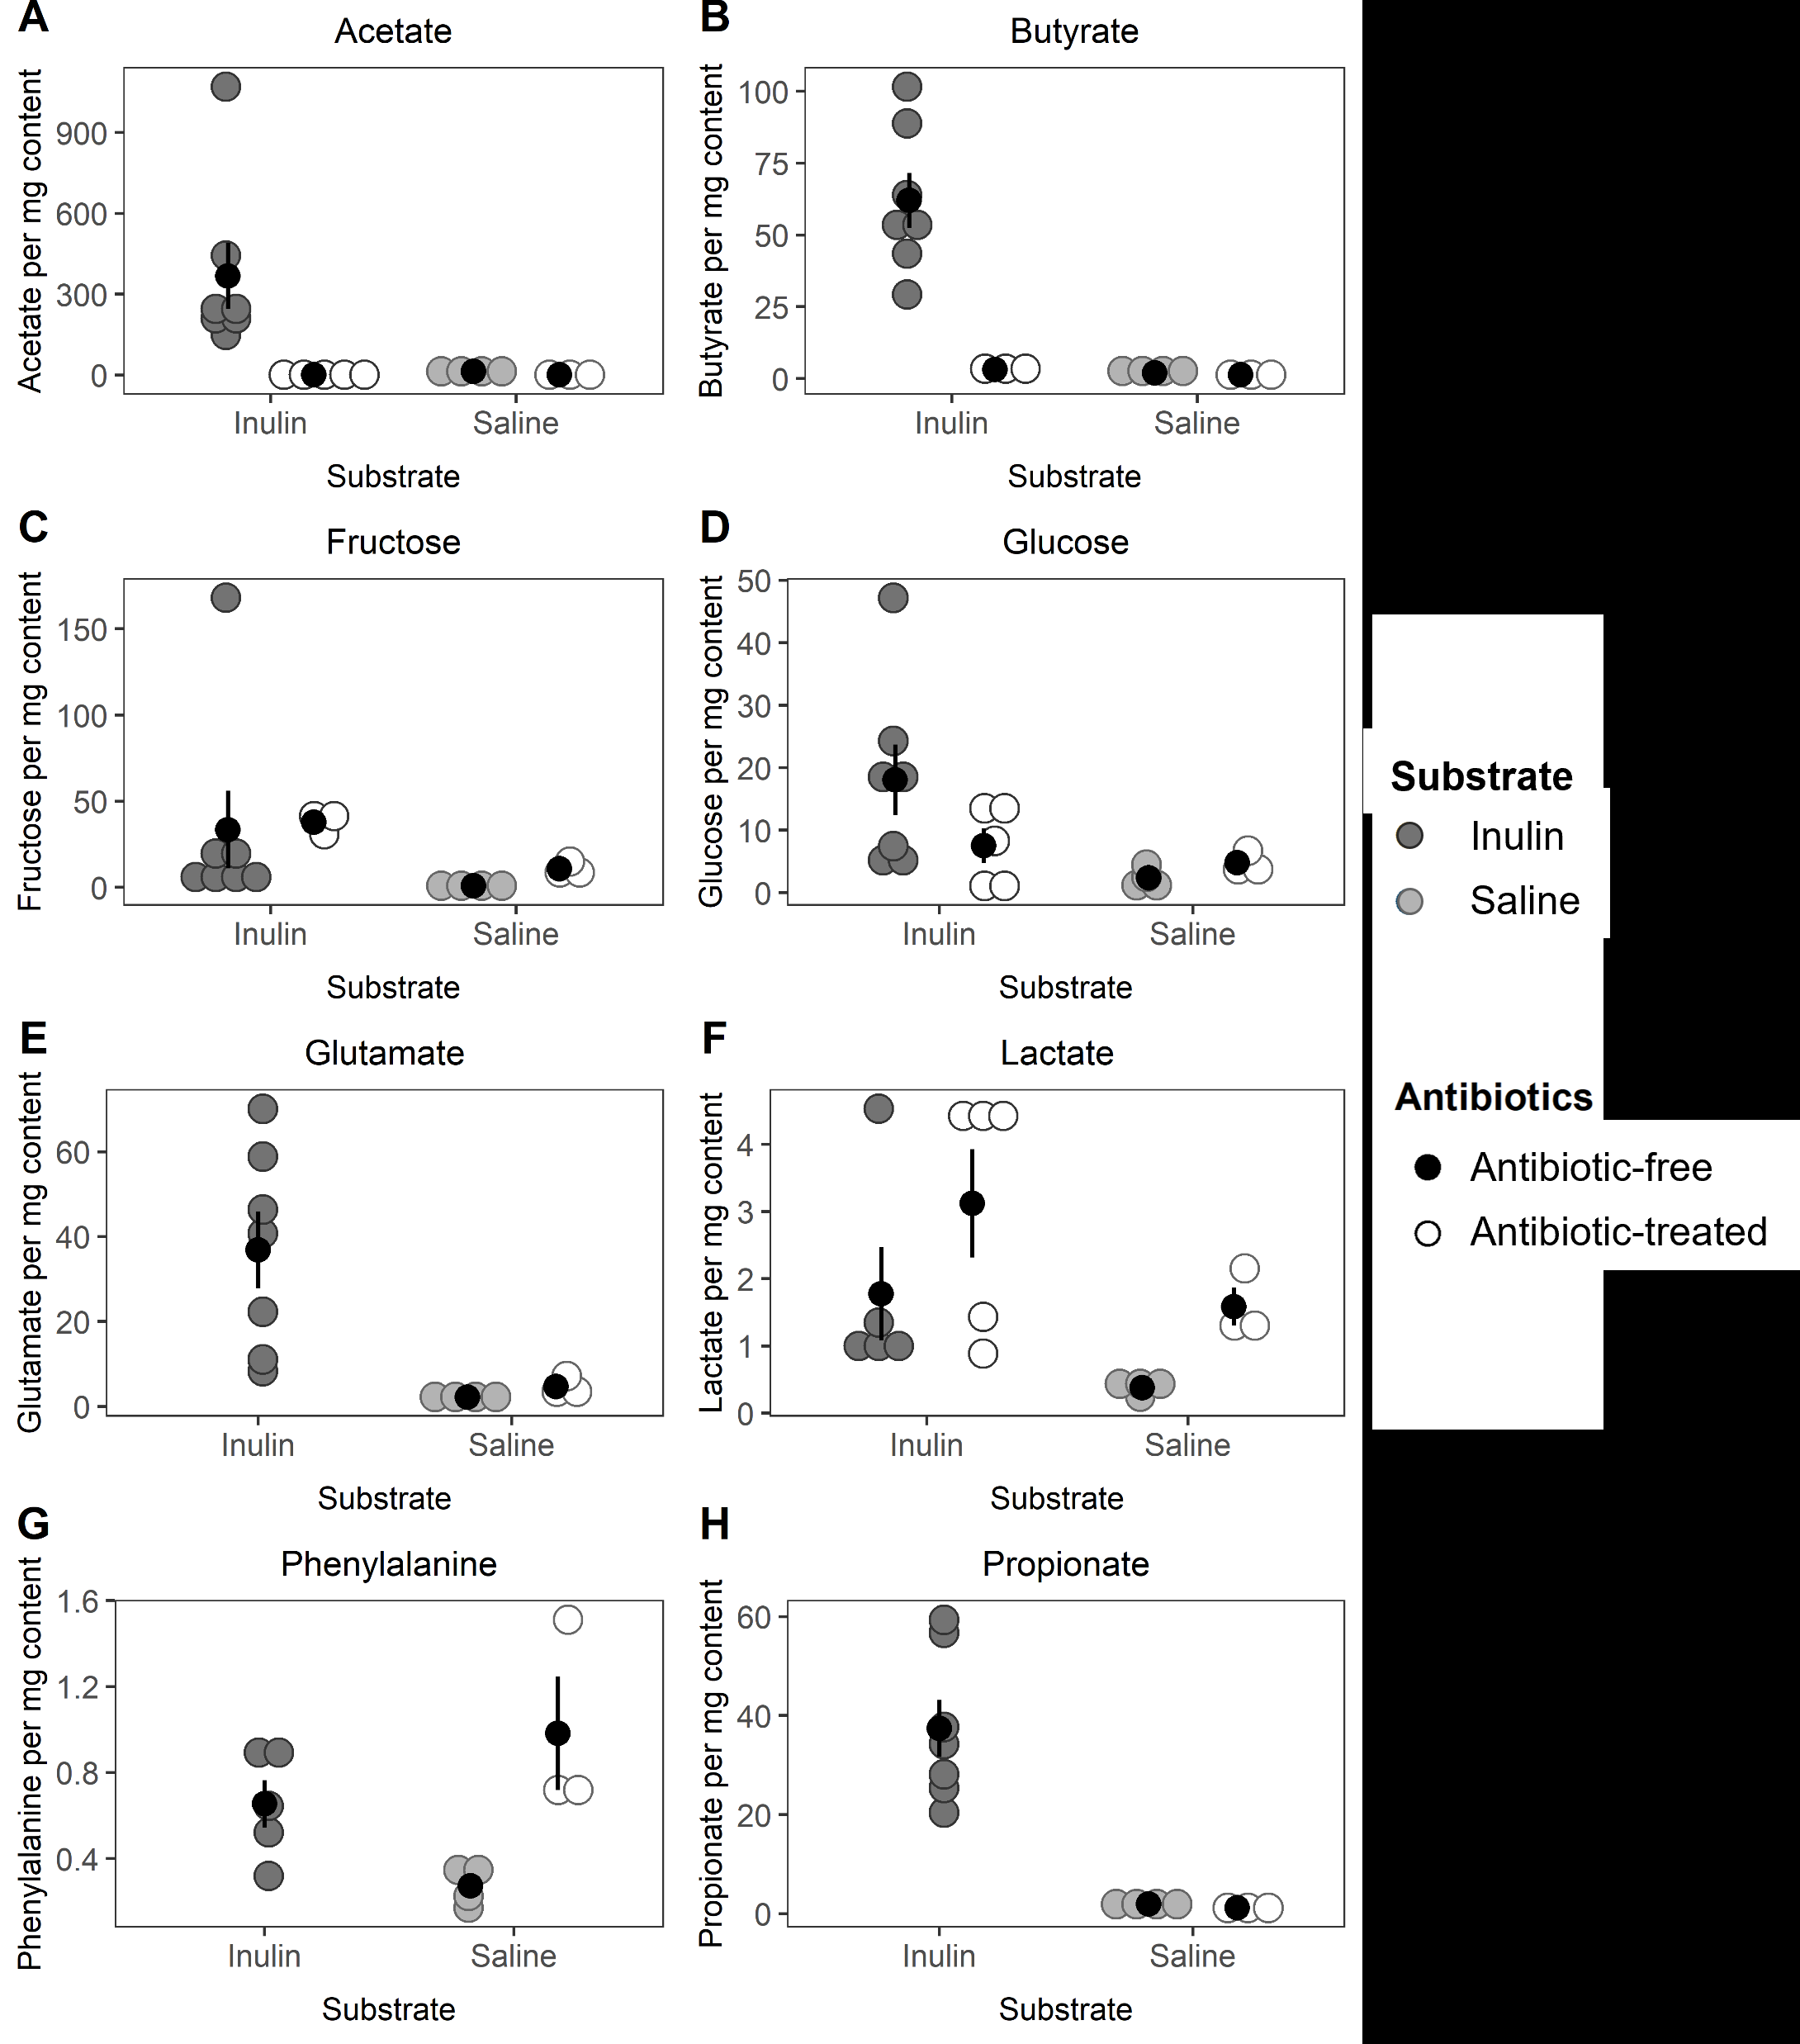 A
Acetate
Acetate per mg content
900
600
300
0
Inulin
Saline
Substrate
B
Butyrate
Butyrate per mg content
100
75
50
25
0
Inulin
Saline
Substrate
C
Fructose
Fructose per mg content
150
100
50
0
Inulin
Saline
Substrate
D
Glucose
Glucose per mg content
50
40
30
20
10
0
Inulin
Saline
Substrate
E
Glutamate
Glutamate per mg content
60
40
20
0
Inulin
Saline
Substrate
F
Lactate
Lactate per mg content
4
3
2
1
0
Inulin
Saline
Substrate
G
Phenylalanine
Phenylalanine per mg content
1.6
1.2
0.8
0.4
Inulin
Saline
Substrate
H
Propionate
Propionate per mg content
60
40
20
0
Inulin
Saline
Substrate
Substrate
Inulin
Saline
Antibiotics
Antibiotic-free
Antibiotic-treated